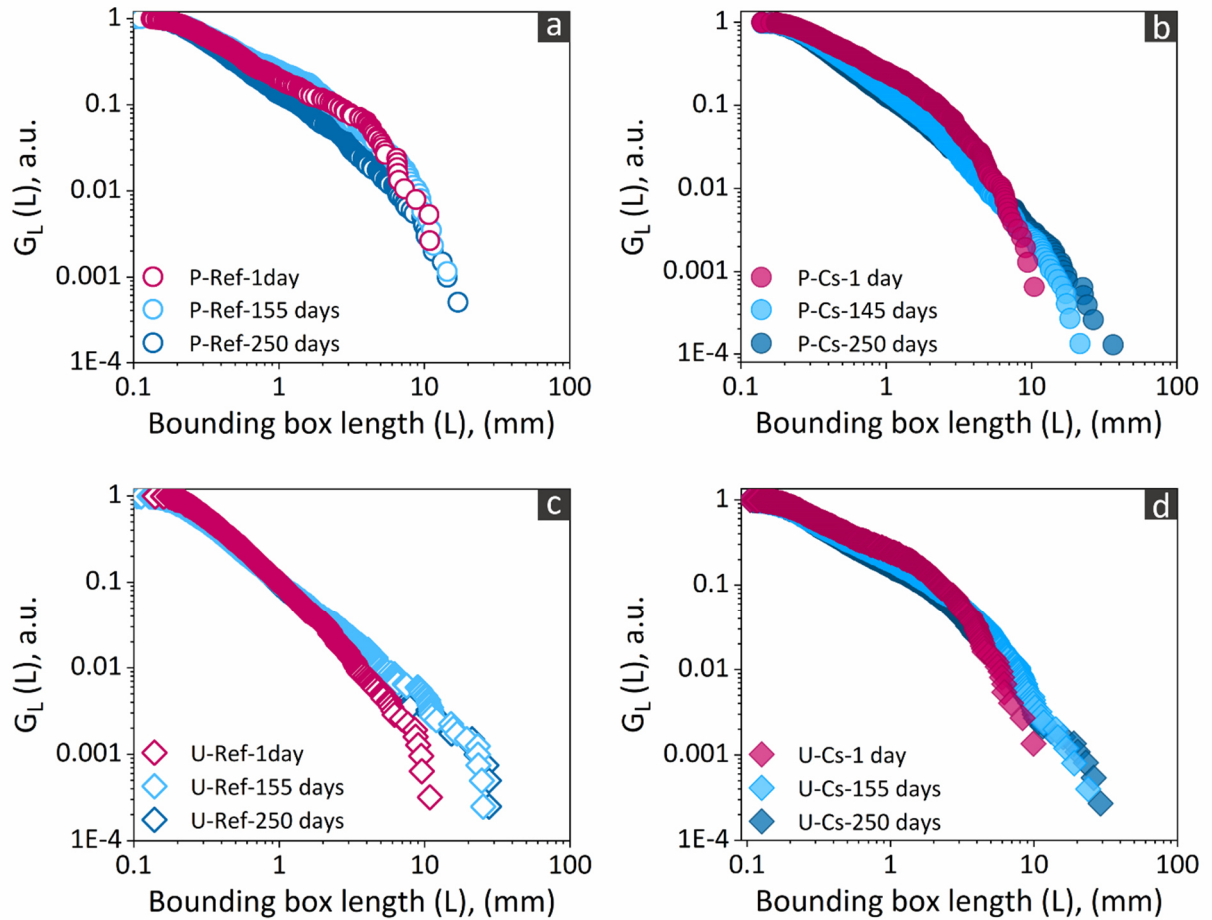 a
1
0.1
0.01
0.001
1E-4
G_L (L), a.u.
P-Ref-1day
P-Ref-155 days
P-Ref-250 days
0.1 1 10 100
Bounding box length (L), (mm)
b
1
0.1
0.01
0.001
1E-4
G_L (L), a.u.
P-Cs-1 day
P-Cs-145 days
P-Cs-250 days
0.1 1 10 100
Bounding box length (L), (mm)
c
1
0.1
0.01
0.001
1E-4
G_L (L), a.u.
U-Ref-1day
U-Ref-155 days
U-Ref-250 days
0.1 1 10 100
Bounding box length (L), (mm)
d
1
0.1
0.01
0.001
1E-4
G_L (L), a.u.
U-Cs-1 day
U-Cs-155 days
U-Cs-250 days
0.1 1 10 100
Bounding box length (L), (mm)